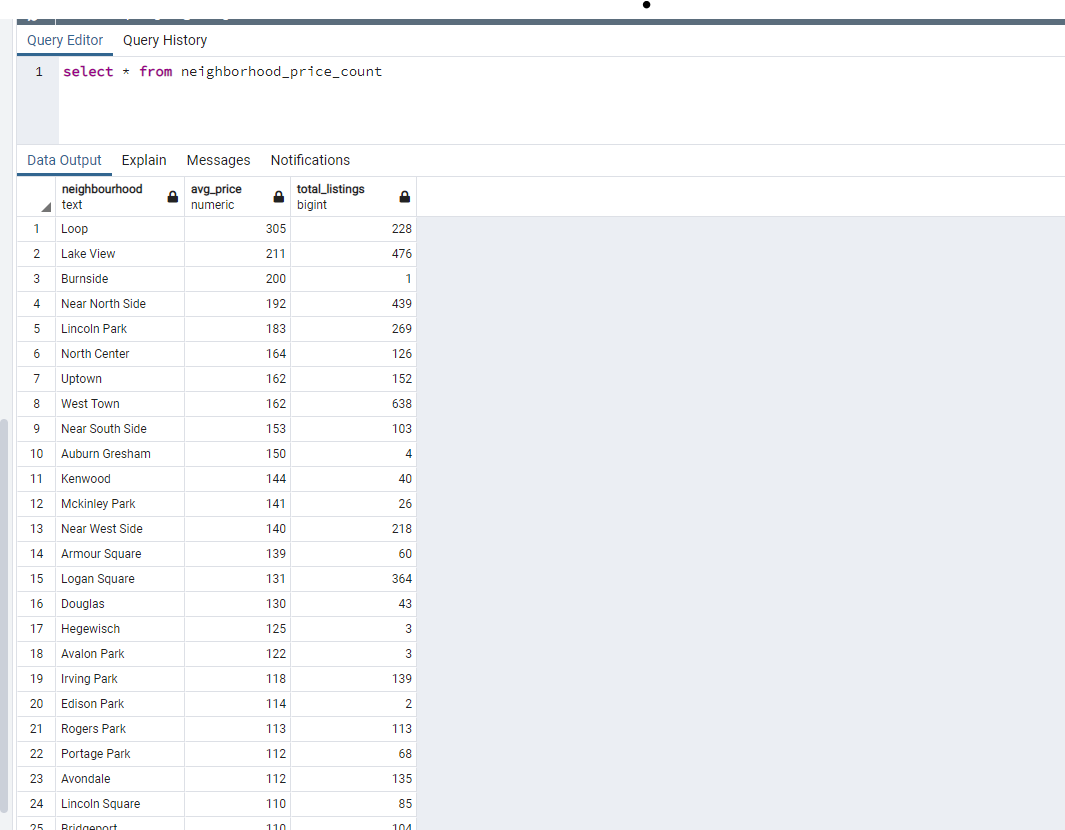 Query Editor Query History
1 select * from neighborhood_price_count
Data Output Explain Messages Notifications
neighbourhood avg_price total_listings
text numeric bigint
1 Loop 305 228
2 Lake View 211 476
3 Burnside 200 1
4 Near North Side 192 439
5 Lincoln Park 183 269
6 North Center 164 126
7 Uptown 162 152
8 West Town 162 638
9 Near South Side 153 103
10 Auburn Gresham 150 4
11 Kenwood 144 40
12 Mckinley Park 141 26
13 Near West Side 140 218
14 Armour Square 139 60
15 Logan Square 131 364
16 Douglas 130 43
17 Hegewisch 125 3
18 Avalon Park 122 3
19 Irving Park 118 139
20 Edison Park 114 2
21 Rogers Park 113 113
22 Portage Park 112 68
23 Avondale 112 135
24 Lincoln Square 110 85
25 Bridgeport 110 104